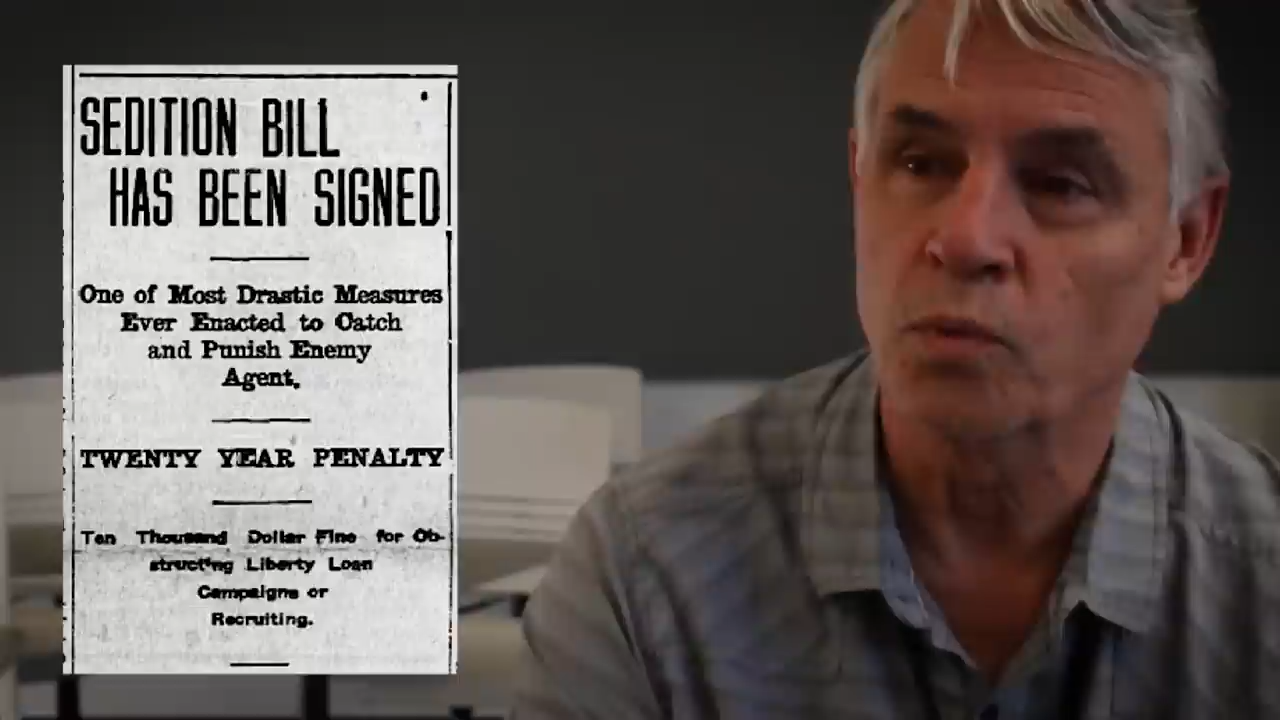 SEDITION BILL
HAS BEEN SIGNED
One of Most Drastic Measures
Ever Enacted to Catch
and Punish Enemy
Agent.
TWENTY YEAR PENALTY
Ten Thousand Dollar Fine for Ob-
structing Liberty Loan
Campaigns or
Recruiting.